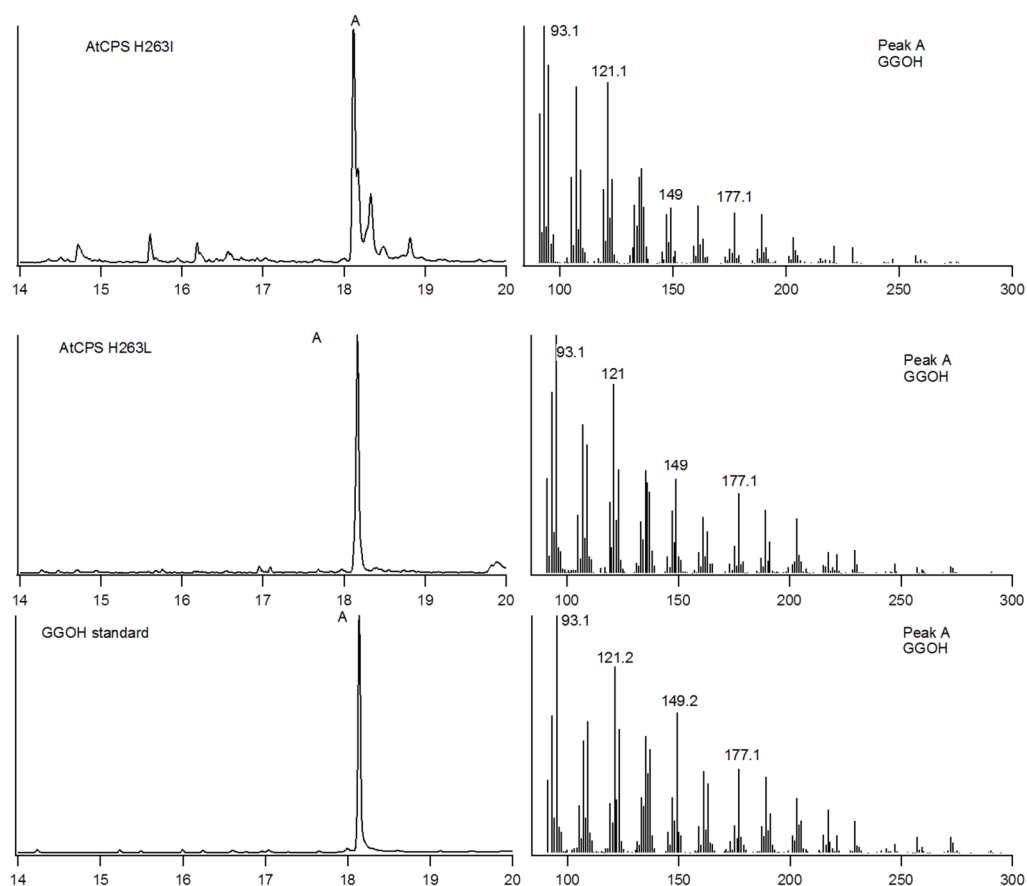 A
AtCPS H263I
14 15 16 17 18 19 20
93.1
121.1
149
177.1
Peak A
GGOH
100 150 200 250 300
A
AtCPS H263L
14 15 16 17 18 19 20
93.1
121
149
177.1
Peak A
GGOH
100 150 200 250 300
A
GGOH standard
14 15 16 17 18 19 20
93.1
121.2
149.2
177.1
Peak A
GGOH
100 150 200 250 300